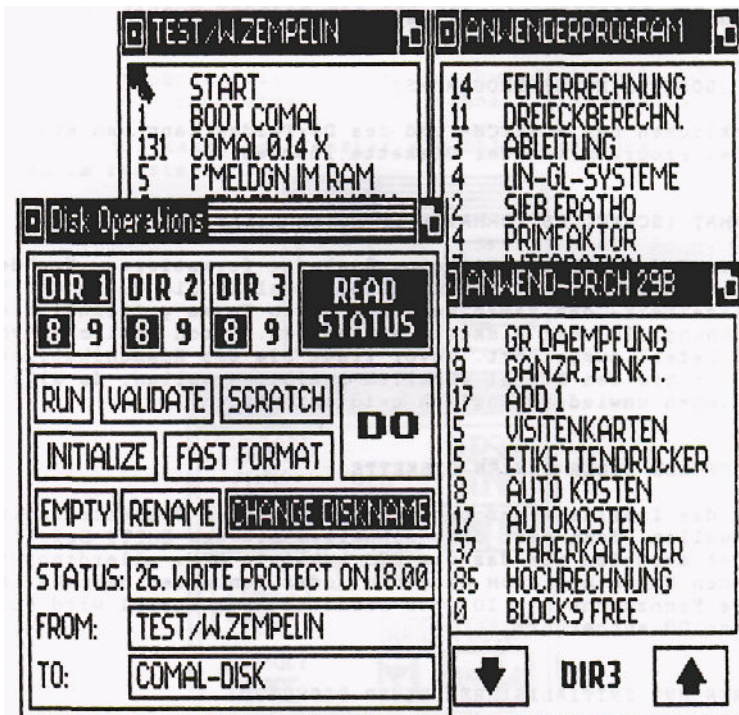 TEST/W.ZEMPELIN
START
1 BOOT COMAL
131 COMAL 0.14 V
5 F'MELDGN IM RAM
ANWENDERPROGRAM
14 FEHLERRECHNUNG
11 DREIECKBERECHN.
3 ABLEITUNG
4 LIN-GL-SYSTEME
2 SIEB ERATHO
4 PRIMFAKTOR
INTEGRATION
Disk Operations
DIR 1 DIR 2 DIR 3
8 9 8 9 8 9
READ STATUS
RUN VALIDATE SCRATCH
DO
INITIALIZE FAST FORMAT
EMPTY RENAME CHANGE DISKNAME
STATUS: 26, WRITE PROTECT ON,18,00
FROM: TEST/W.ZEMPELIN
TO: COMAL-DISK
ANWEND-PR:CH 29B
11 GR DAEMPFUNG
9 GANZR. FUNKT.
17 ADD I
5 VISITENKARTEN
5 ETIKETTENDRUCKER
8 AUTO KOSTEN
17 AUTOKOSTEN
37 LEHRERKALENDER
35 HOCHRECHNUNG
0 BLOCKS FREE
DIR3